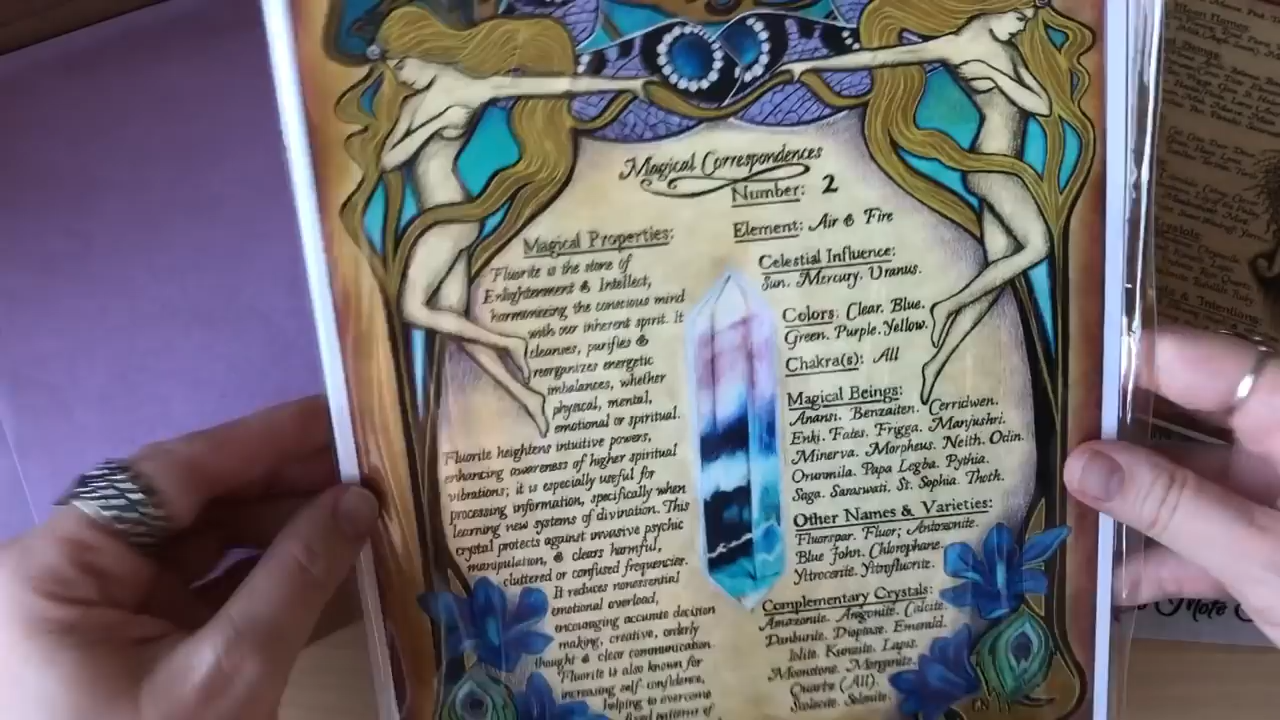 Magical Correspondences
Number: 2
Element: Air & Fire
Celestial Influence:
Sun. Mercury. Uranus.
Colors: Clear. Blue.
Green. Purple. Yellow.
Chakra(s): All
Magical Beings:
Anansi. Benzaiten. Cerridwen.
Enki. Fates. Frigga. Manjushri.
Minerva. Morpheus. Neith. Odin.
Orunmila. Papa Legba. Pythia.
Saga. Saraswati. St. Sophia. Thoth.
Other Names & Varieties:
Fluorspar. Fluor; Antozonite.
Blue John. Chlorophane.
Yttrocerite. Yttrofluorite.
Complementary Crystals:
Amazonite. Aragonite. Calcite.
Danburite. Dioptase. Emerald.
Iolite. Kunzite. Lapis.
Moonstone. Morganite.
Quartz (All).
Scolecite. Selenite.
Magical Properties:
Fluorite is the stone of
Enlightenment & Intellect,
harmonizing the conscious mind
with our inherent spirit. It
cleanses, purifies &
reorganizes energetic
imbalances, whether
physical, mental,
emotional or spiritual.
Fluorite heightens intuitive powers,
enhancing awareness of higher spiritual
vibrations; it is especially useful for
processing information, specifically when
learning new systems of divination. This
crystal protects against invasive psychic
manipulation, & clears harmful,
cluttered or confused frequencies.
It reduces nonessential
emotional overload,
encouraging accurate decision
making, creative, orderly
thought & clear communication.
Fluorite is also known for
increasing self-confidence,
helping to overcome
& Intentions: